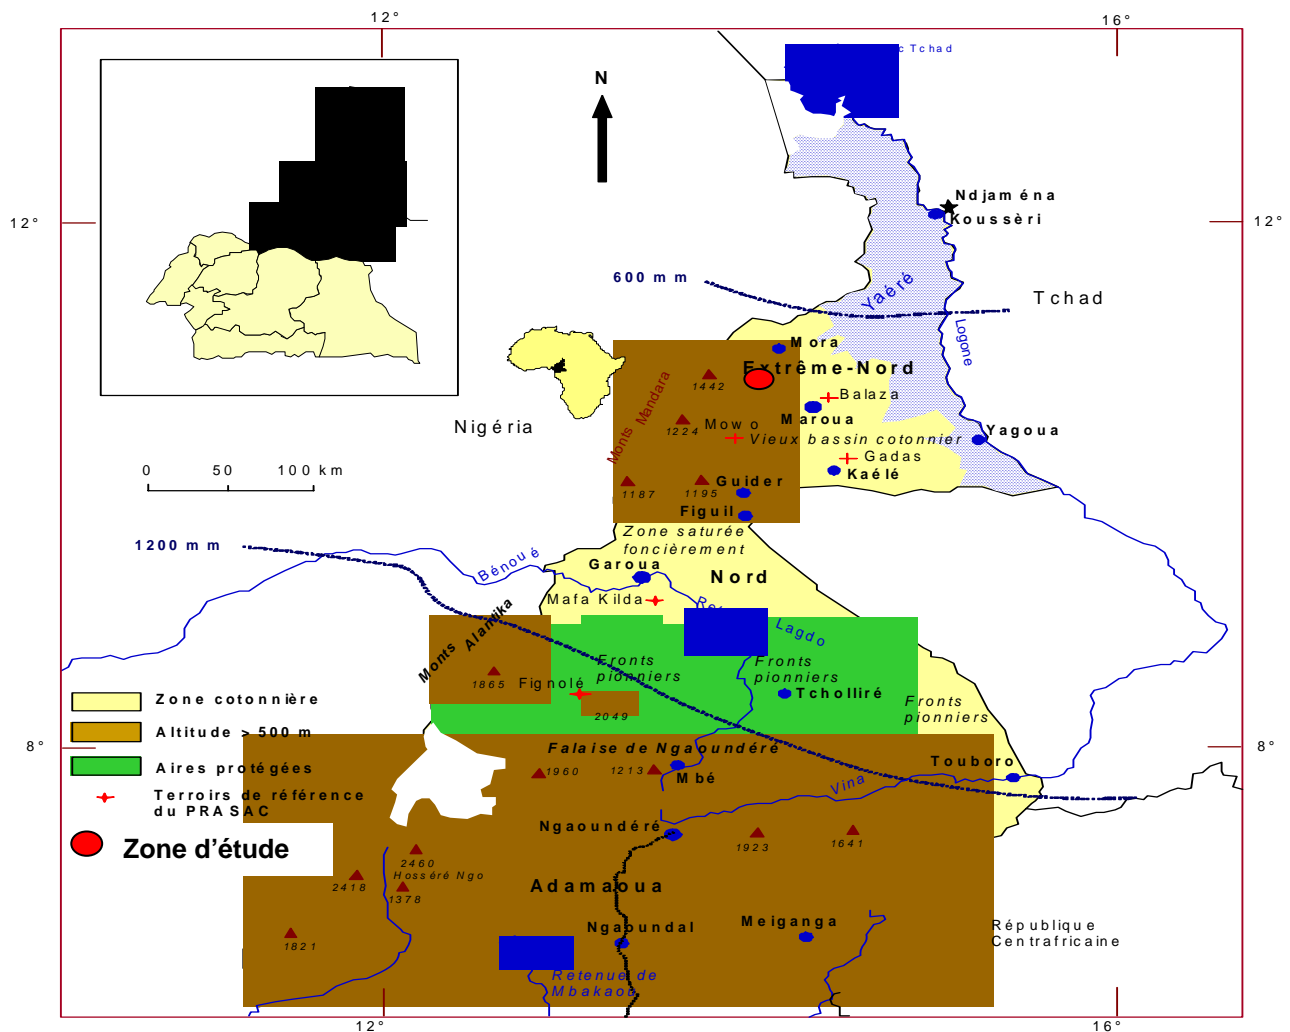 12°
16°
c Tchad
N
Ndjaména
Koussèri
12°
12°
600 mm
Yaéré
Tchad
Logone
Mora
Extrême-Nord
1442
Balaza
Monts Mandara
Maroua
Nigéria
1224
Mowo
Vieux bassin cotonnier
Yagoua
Gadas
Kaélé
0 50 100 km
1187
1195
Guider
Figuil
Zone saturée
foncièrement
1200 mm
Bénoué
Garoua
Nord
Mafa Kilda
Lagdo
Monts Alantika
Fronts
pionniers
Fronts
pionniers
1865
Fignolé
Tcholliré
Fronts
pionniers
2049
Zone cotonnière
Altitude > 500 m
Aires protégées
Terroirs de référence
du PRASAC
Zone d'étude
8°
8°
Falaise de Ngaoundéré
1960
1213
Mbé
Touboro
Vina
Ngaoundéré
1923
1641
2460
Hosséré Ngo
2418
1378
Adamaoua
1821
Ngaoundal
Meiganga
République
Centrafricaine
Retenue de
Mbakaou
12°
16°